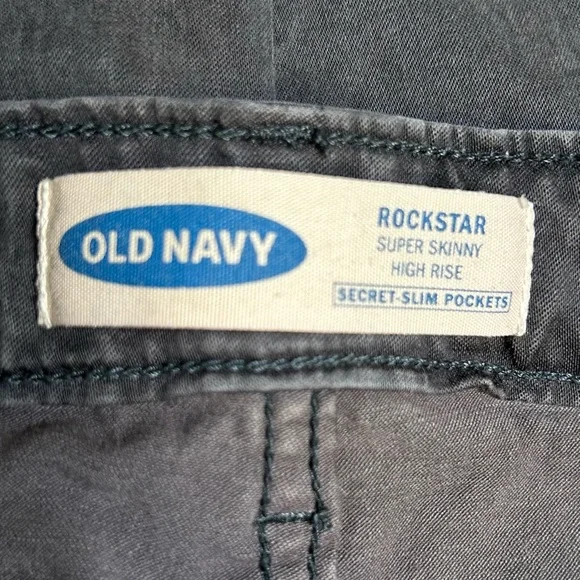 OLD NAVY
ROCKSTAR
SUPER SKINNY
HIGH RISE
SECRET-SLIM POCKETS